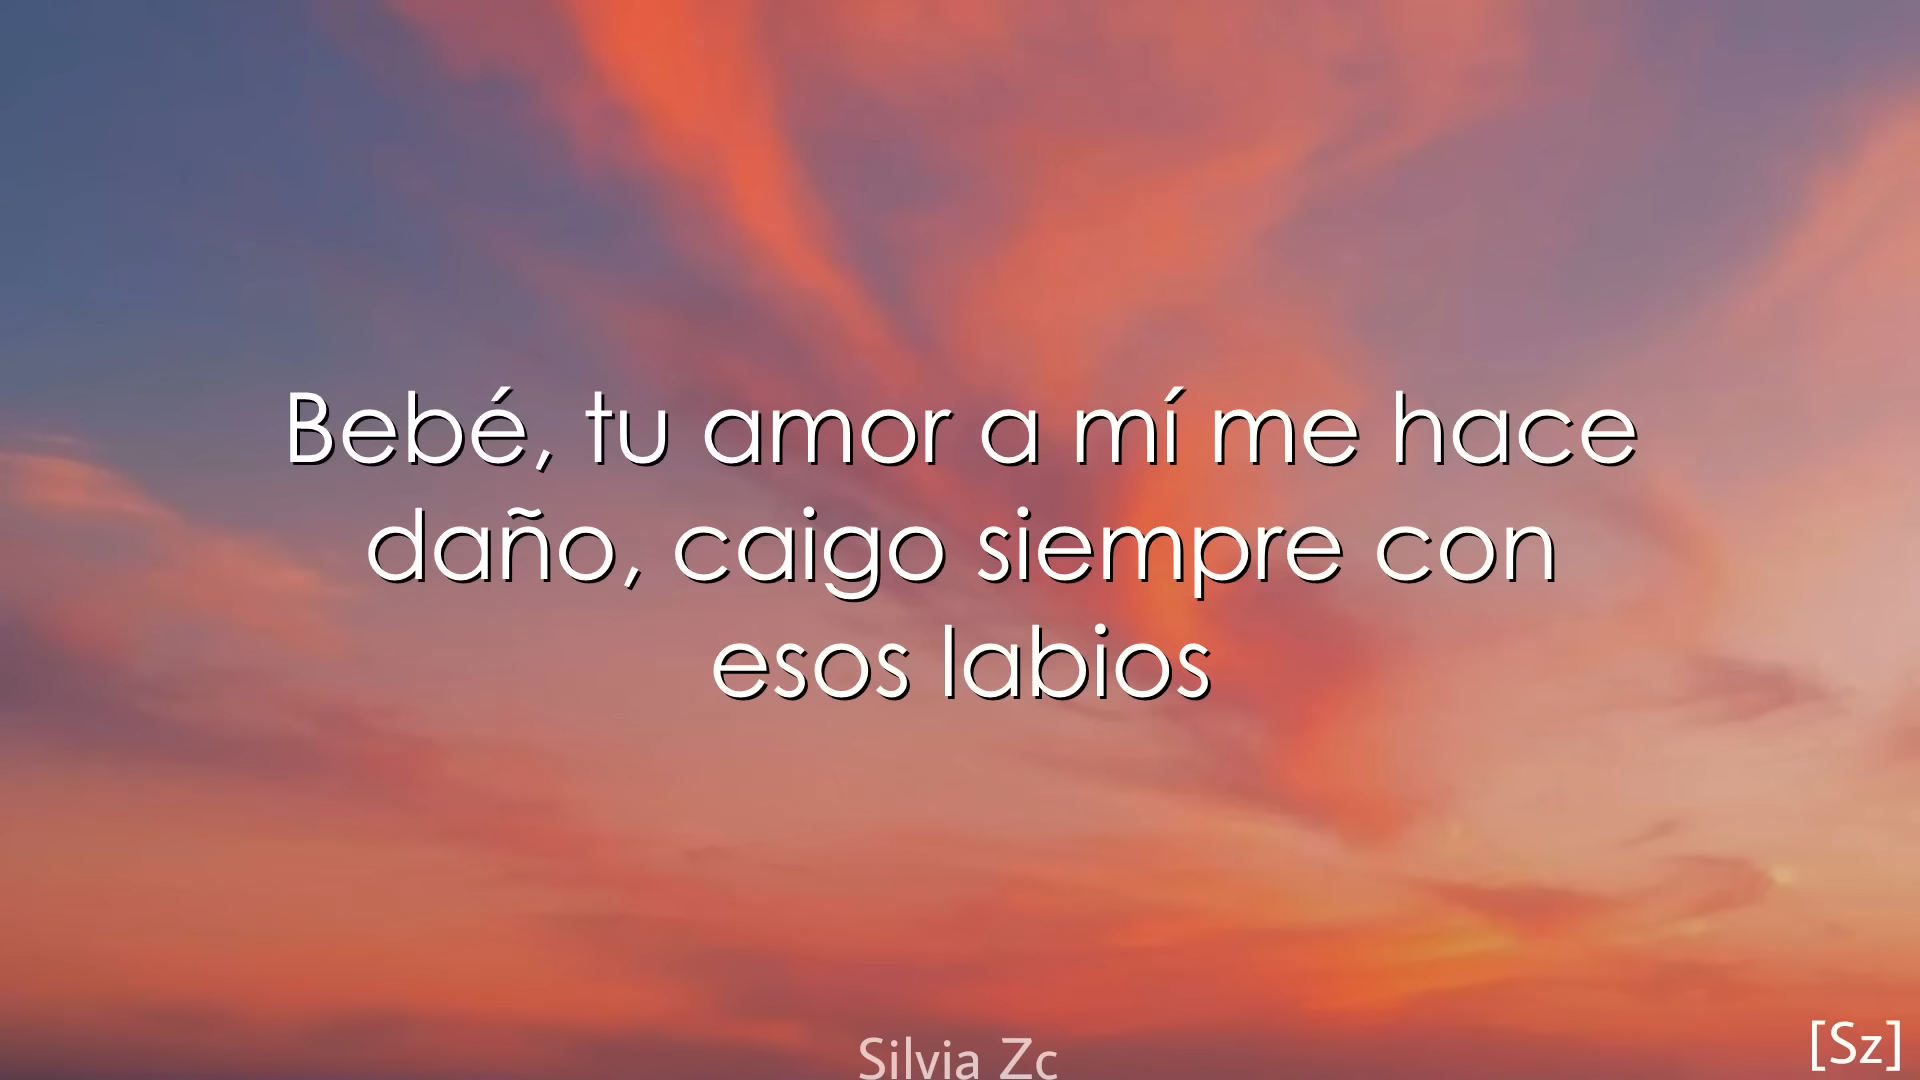 Bebé, tu amor a mí me hace
daño, caigo siempre con
esos labios
Silvia Zc
[Sz]